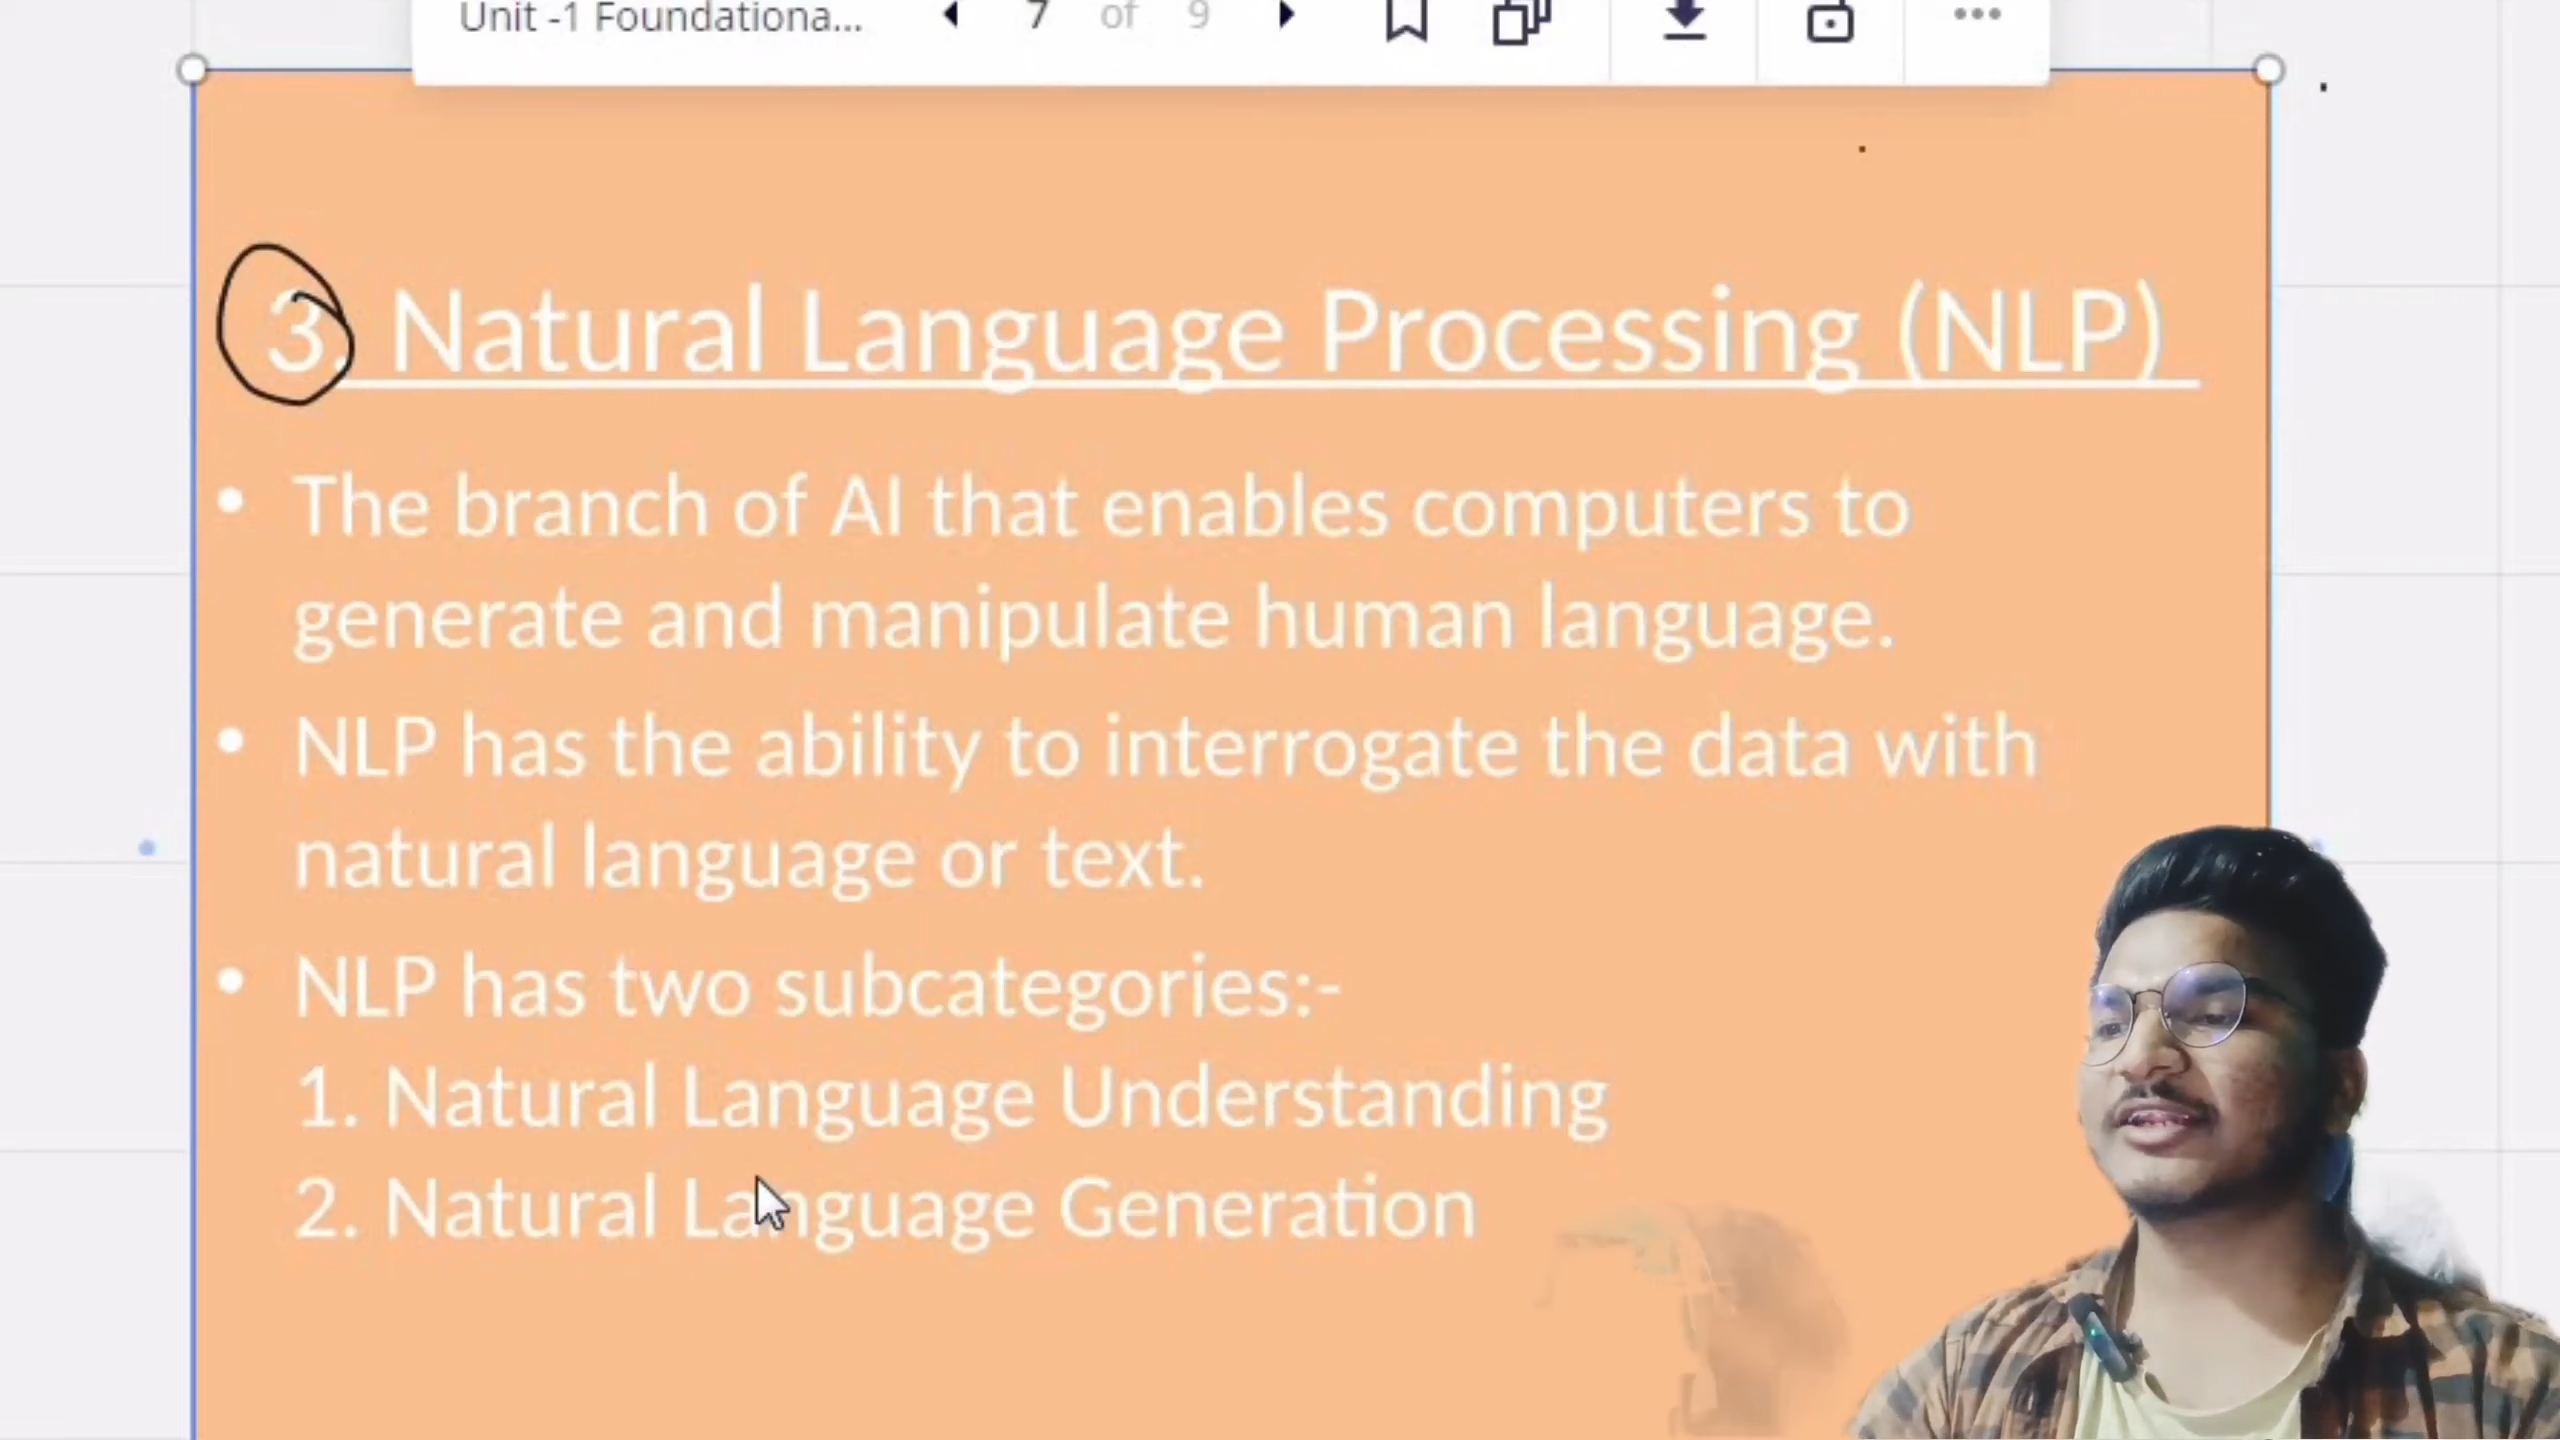 Unit -1 Foundationa... 7 of 9
3. Natural Language Processing (NLP)
• The branch of AI that enables computers to
generate and manipulate human language.
• NLP has the ability to interrogate the data with
natural language or text.
• NLP has two subcategories:-
1. Natural Language Understanding
2. Natural Language Generation